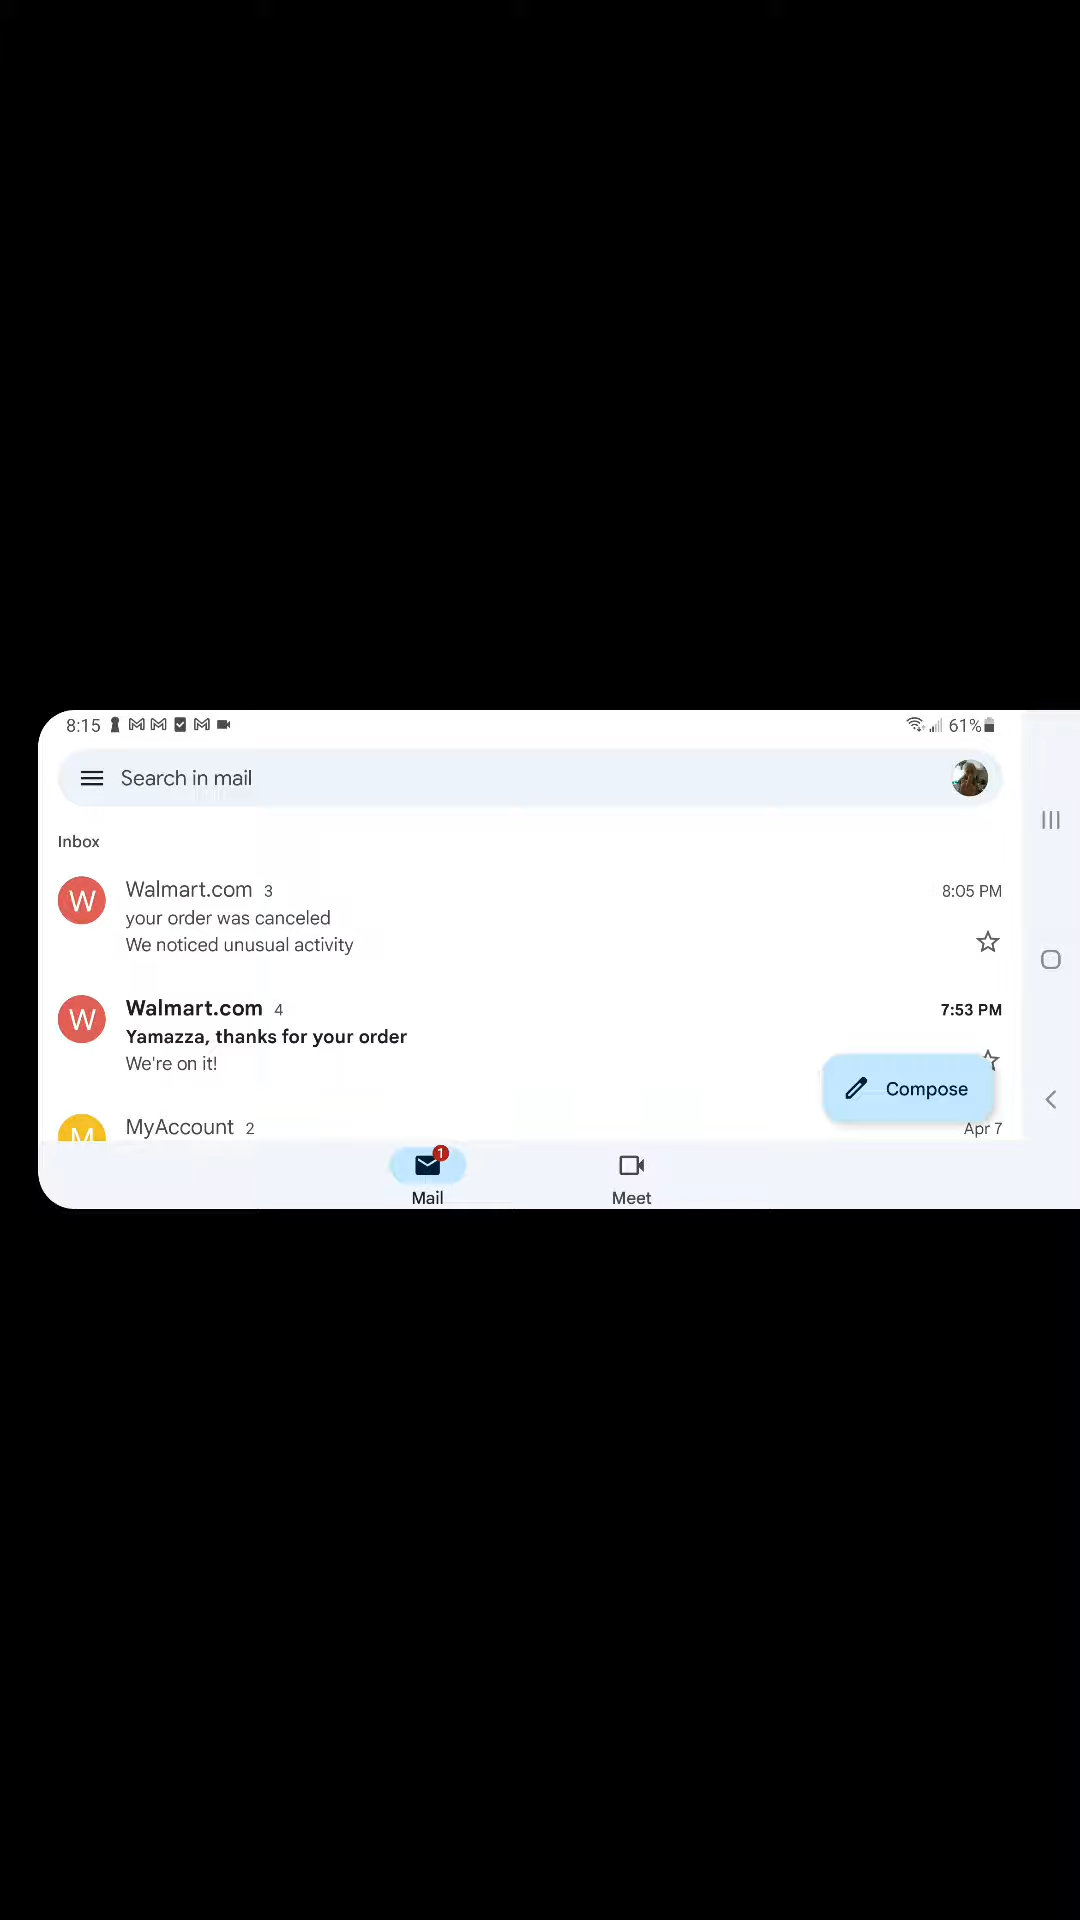 8:15 61%
Search in mail
Inbox
W Walmart.com 3 8:05 PM
your order was canceled
We noticed unusual activity
W Walmart.com 4 7:53 PM
Yamazza, thanks for your order
We're on it!
Compose
M MyAccount 2 Apr 7
1
Mail Meet